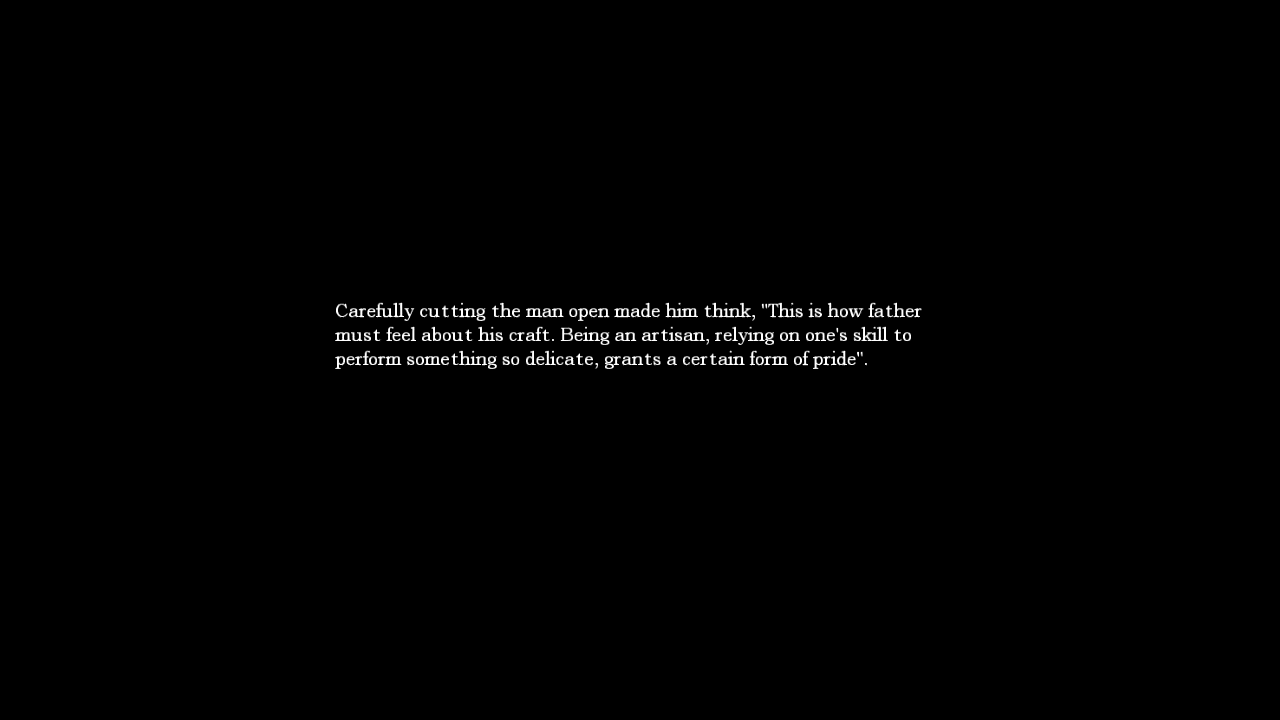 Carefully cutting the man open made him think, "This is how father
must feel about his craft. Being an artisan, relying on one's skill to
perform something so delicate, grants a certain form of pride".